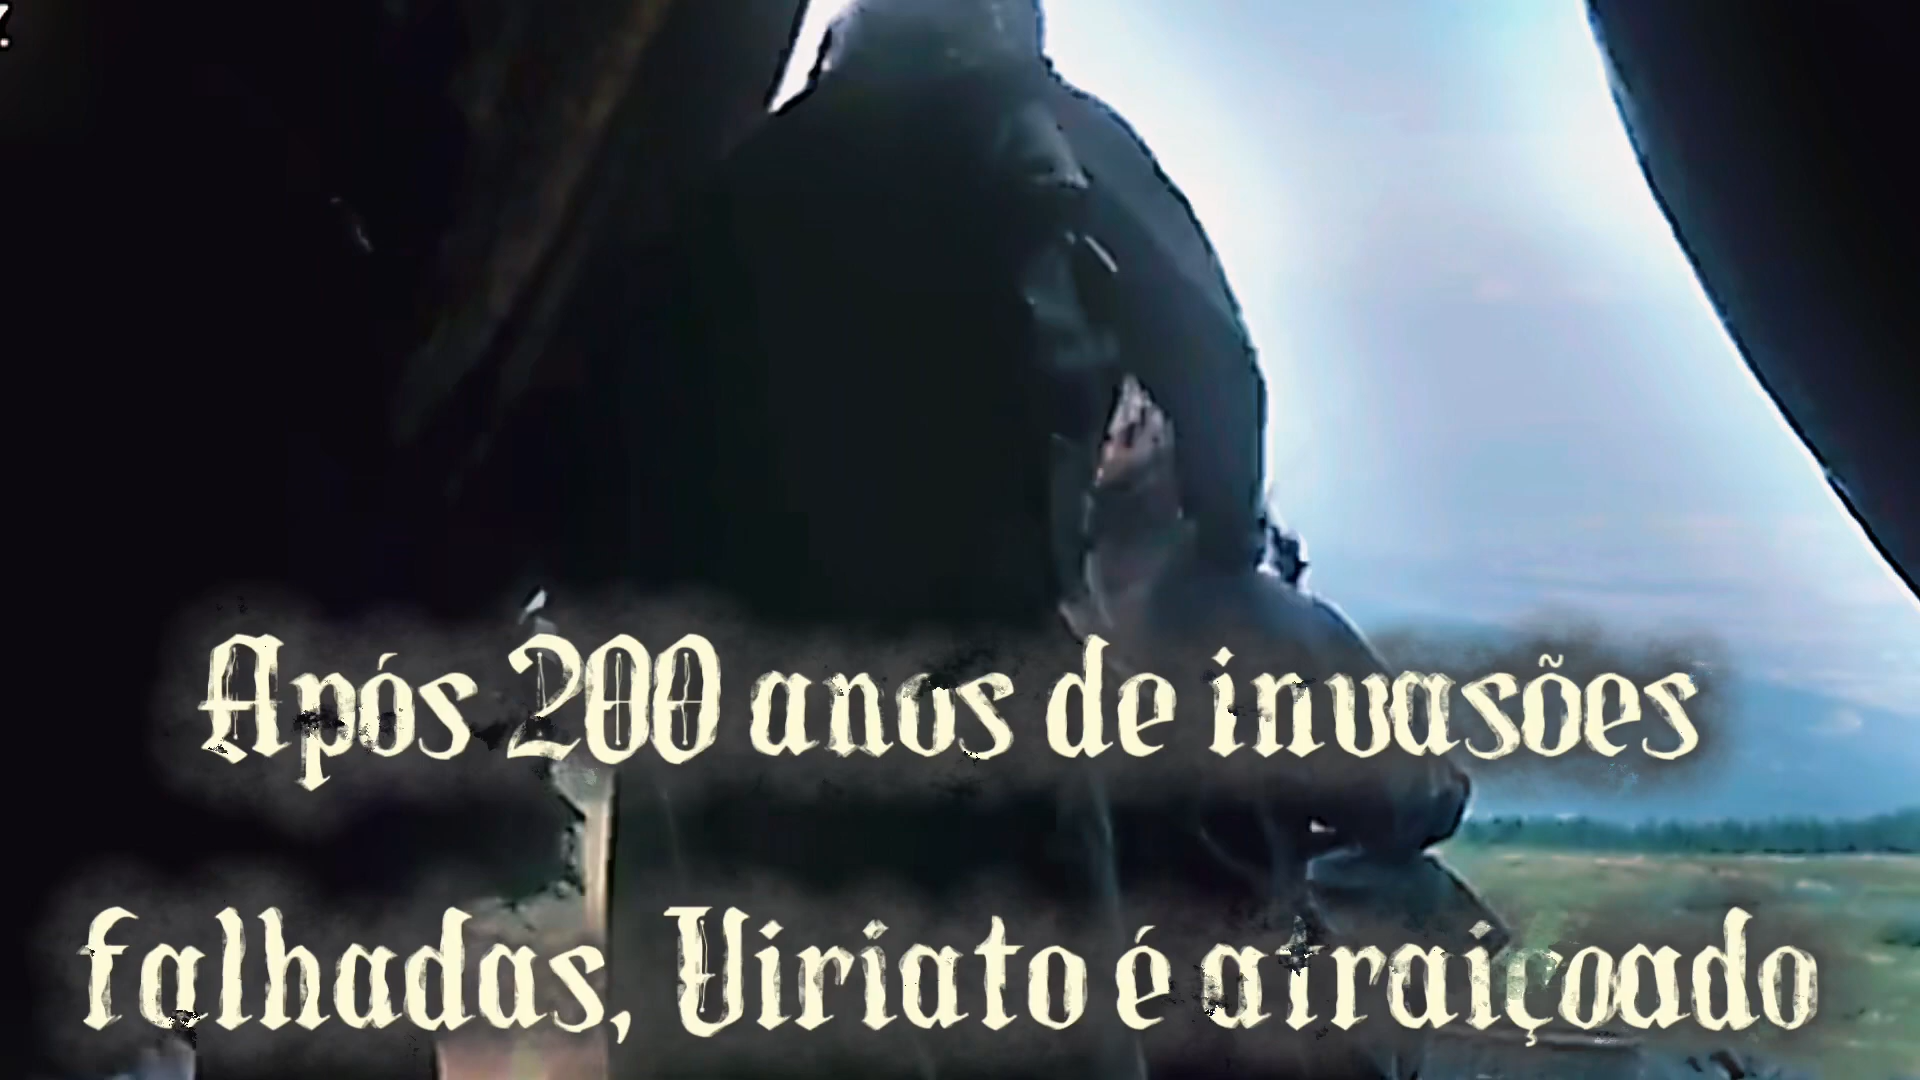 Após 200 anos de invasões
falhadas, Viriato é atraiçoado